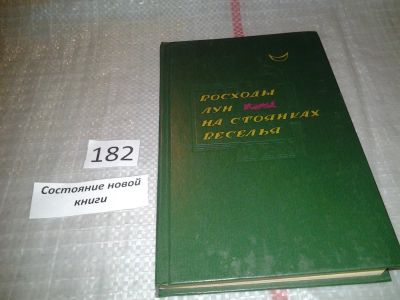 ВОСХОДЫ
ЛУН
НА СТОЯНКАХ
ВЕСЕЛЬЯ
182
Состояние новой
книги